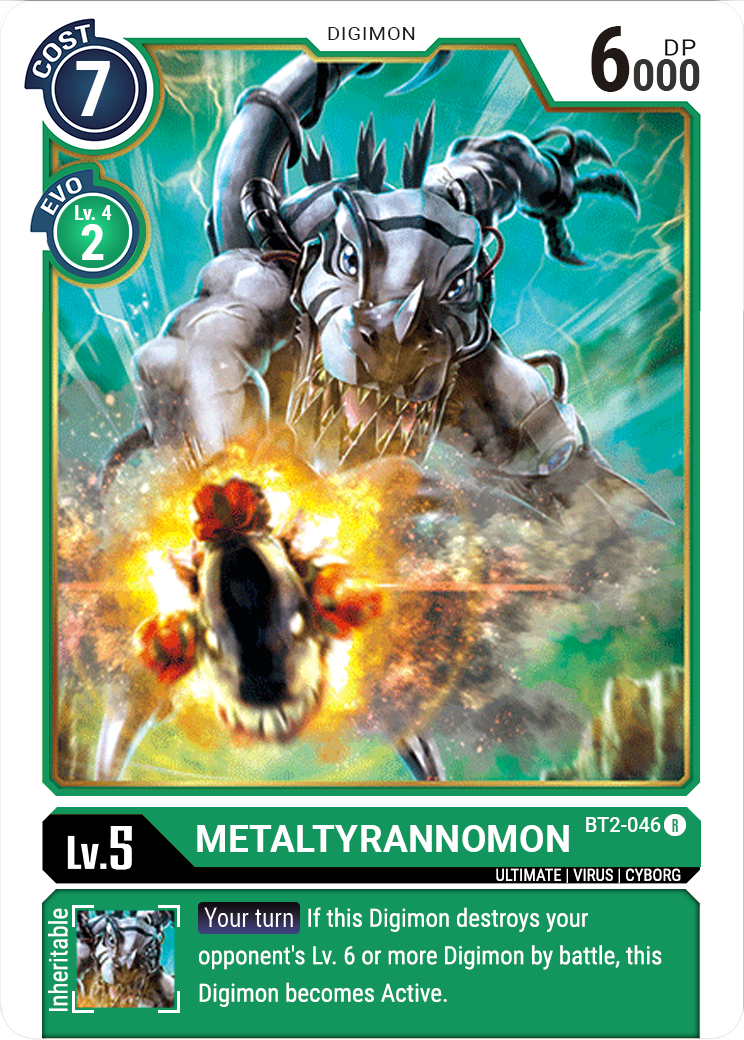 COST
7
DIGIMON
DP
6000
EVO
Lv. 4
2
Lv.5
METALTYRANNOMON
BT2-046 R
ULTIMATE | VIRUS | CYBORG
Inheritable
Your turn If this Digimon destroys your
opponent's Lv. 6 or more Digimon by battle, this
Digimon becomes Active.